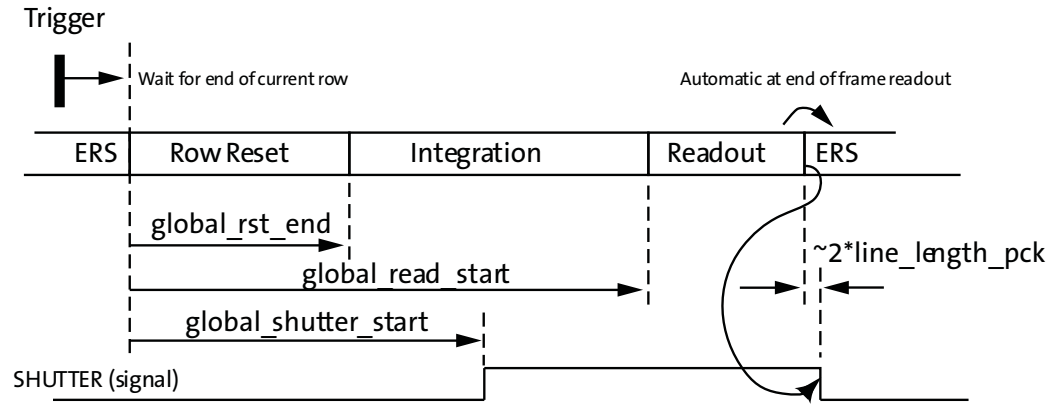 Trigger
Wait for end of current row
Automatic at end of frame readout
ERS Row Reset Integration Readout ERS
global_rst_end
~2*line_length_pck
global_read_start
global_shutter_start
SHUTTER (signal)